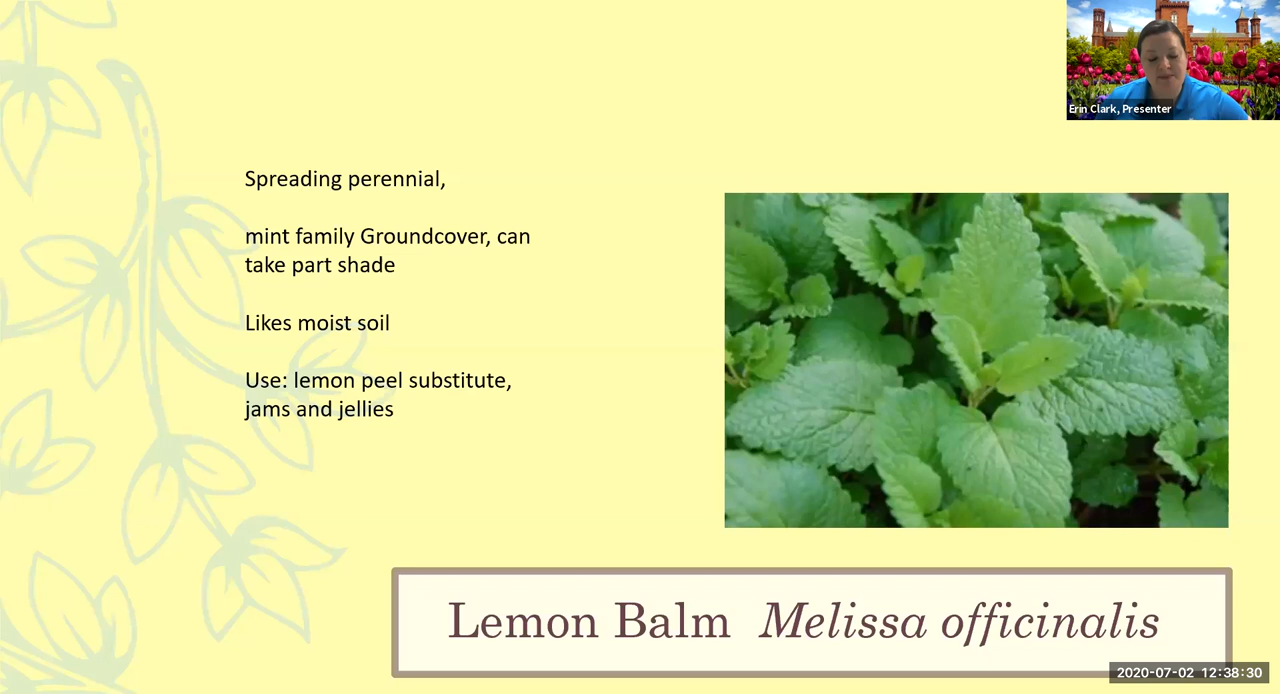 Erin Clark, Presenter
Spreading perennial,
mint family Groundcover, can
take part shade
Likes moist soil
Use: lemon peel substitute,
jams and jellies
Lemon Balm Melissa officinalis
2020-07-02 12:38:30